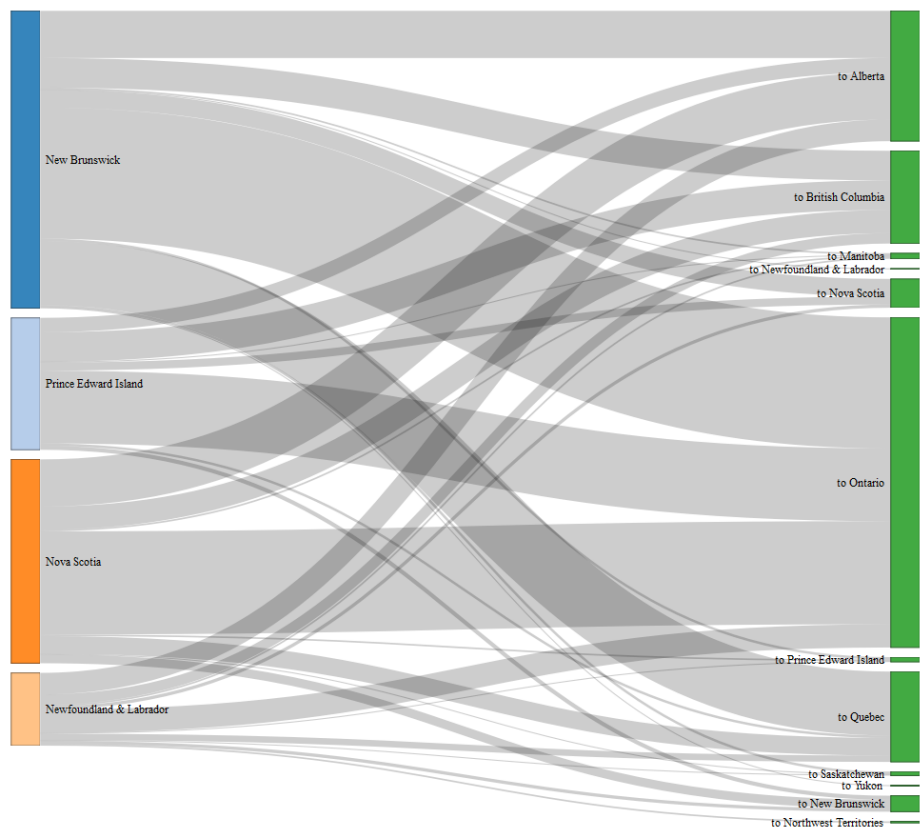 New Brunswick
Prince Edward Island
Nova Scotia
Newfoundland & Labrador
to Alberta
to British Columbia
to Manitoba
to Newfoundland & Labrador
to Nova Scotia
to Ontario
to Prince Edward Island
to Quebec
to Saskatchewan
to Yukon
to New Brunswick
to Northwest Territories